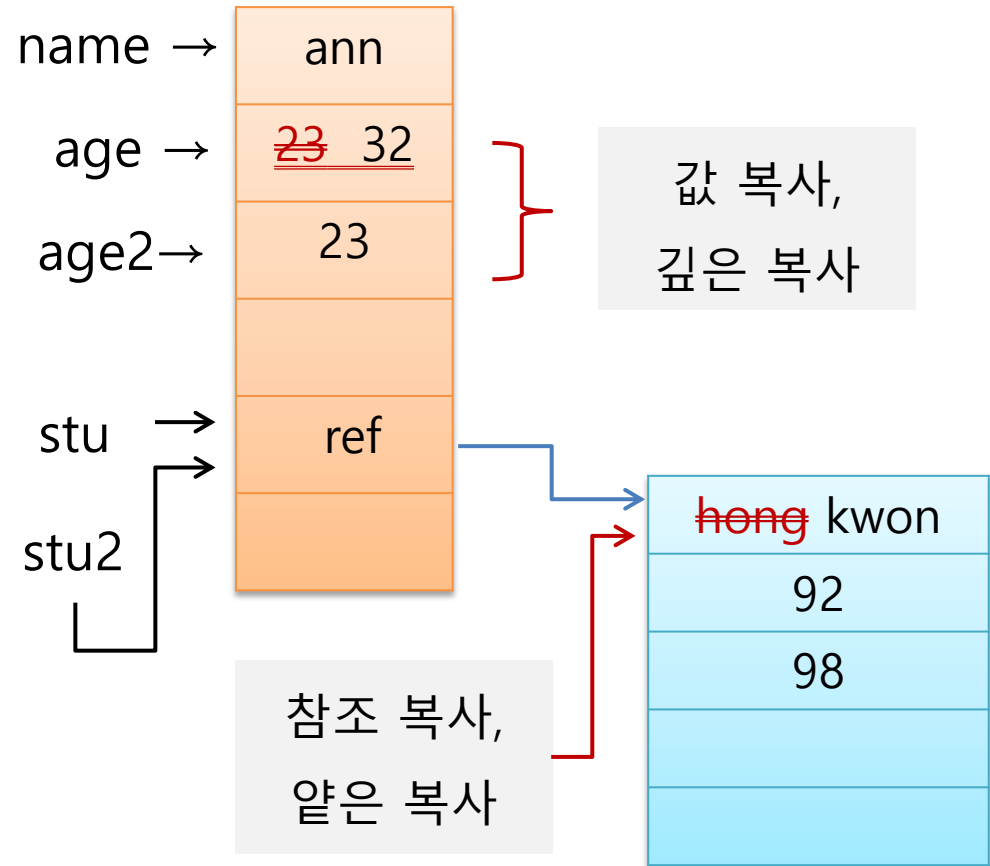 name → ann
age → 23 32
age2→ 23
값 복사,
깊은 복사
stu ref
stu2
hong kwon
92
98
참조 복사,
얕은 복사